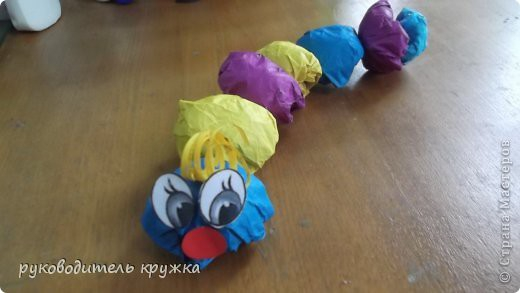 руководитель кружка
© Страна Мастеров